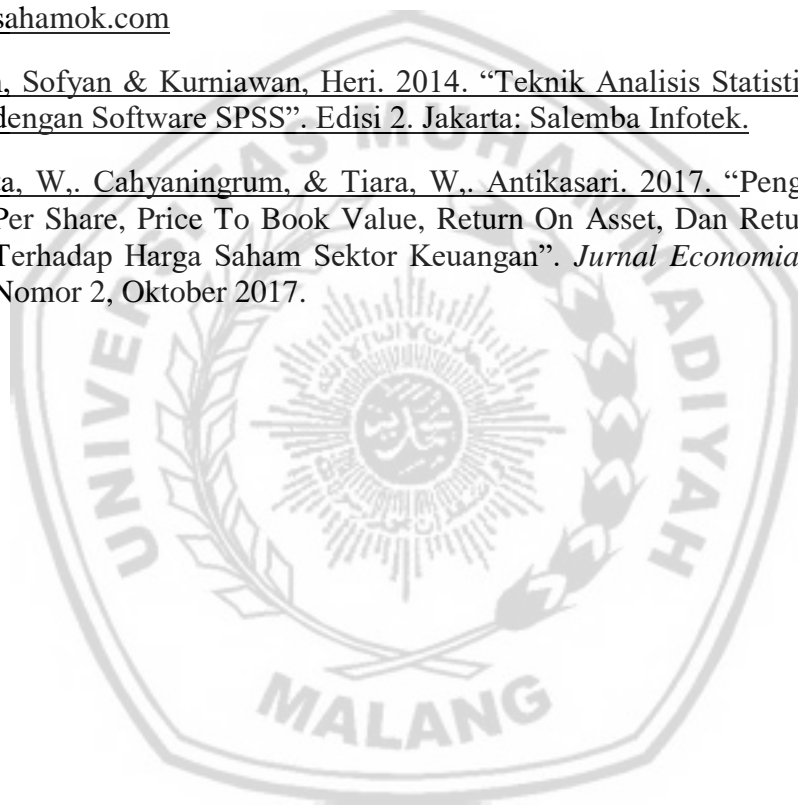 sahamok.com
, Sofyan & Kurniawan, Heri. 2014. “Teknik Analisis Statisti
dengan Software SPSS”. Edisi 2. Jakarta: Salemba Infotek.
a, W,. Cahyaningrum, & Tiara, W,. Antikasari. 2017. “Peng
Per Share, Price To Book Value, Return On Asset, Dan Retu
Terhadap Harga Saham Sektor Keuangan”. Jurnal Economia
Nomor 2, Oktober 2017.
UNIVERSITAS MUHAMMADIYAH
MALANG